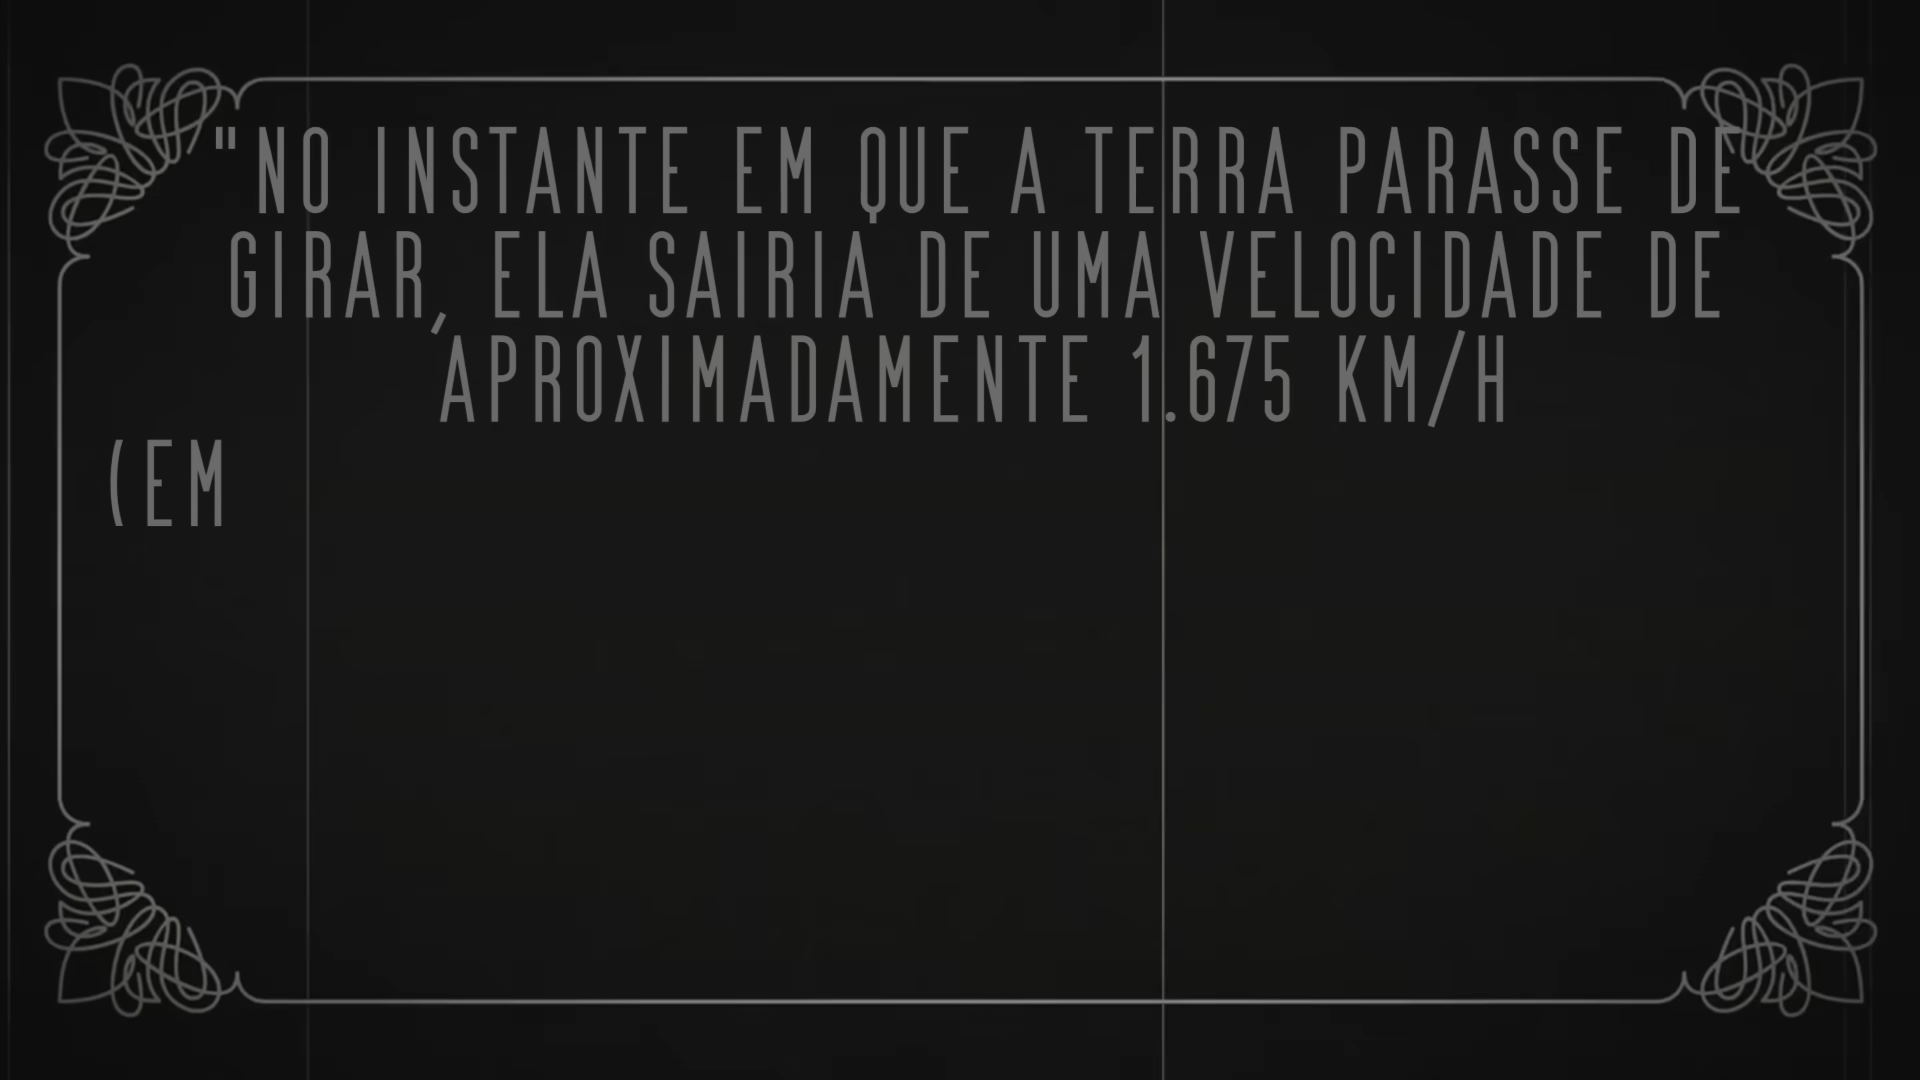 "NO INSTANTE EM QUE A TERRA PARASSE DE
GIRAR, ELA SAIRIA DE UMA VELOCIDADE DE
APROXIMADAMENTE 1.675 KM/H
(EM